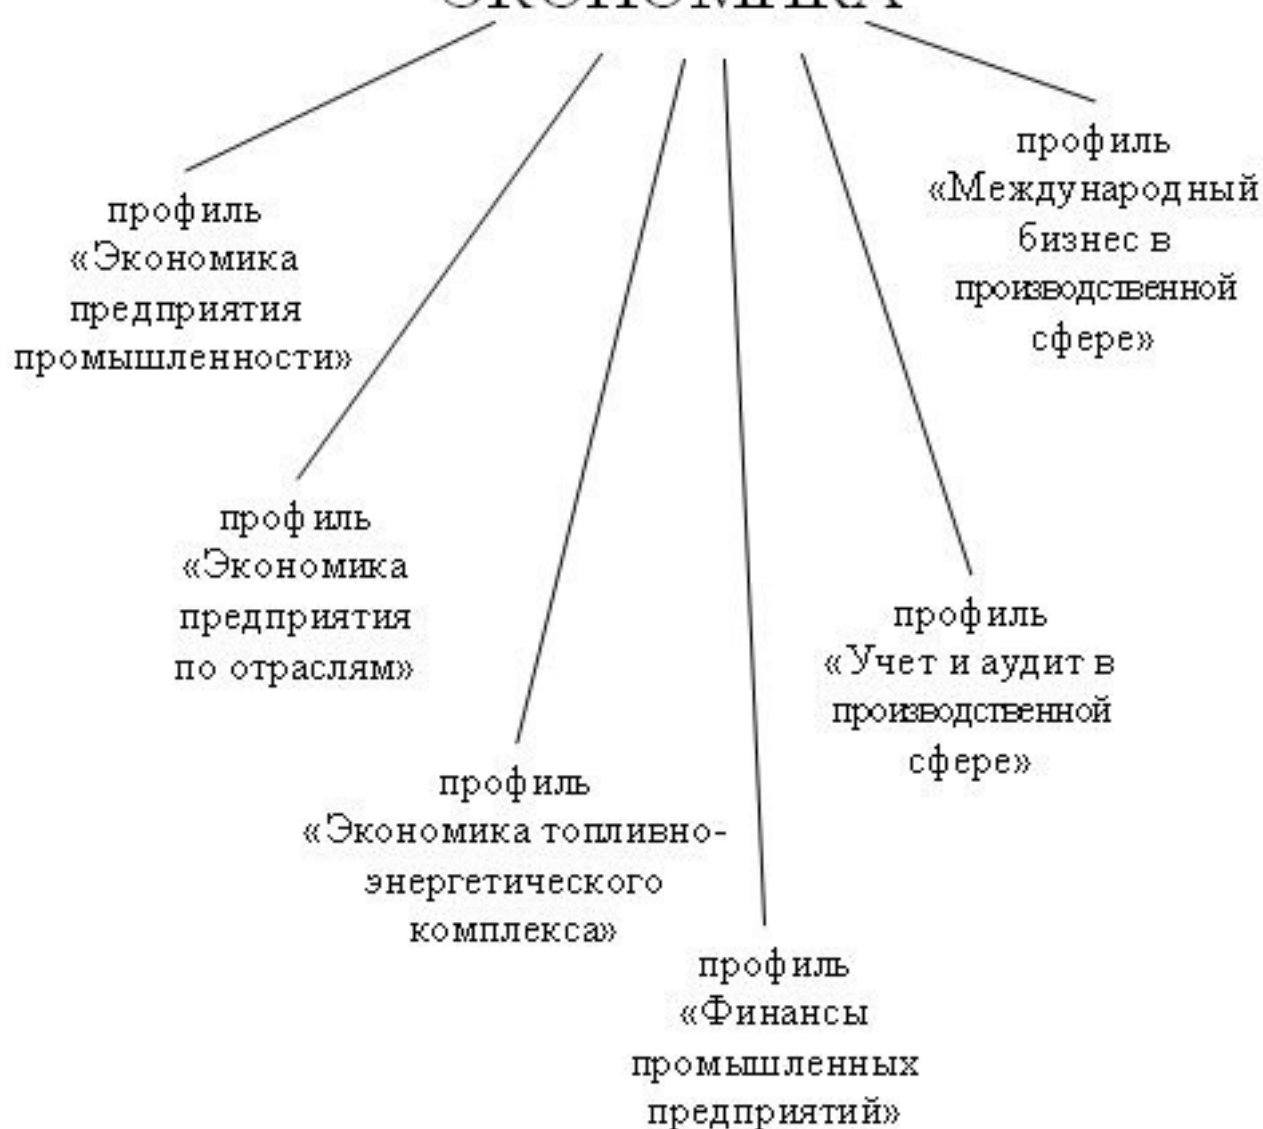 ЭКОНОМИКА
профиль
«Международный
бизнес в
производственной
сфере»
профиль
«Экономика
предприятия
промышленности»
профиль
«Экономика
предприятия
по отраслям»
профиль
«Учет и аудит в
производственной
сфере»
профиль
«Экономика топливно-
энергетического
комплекса»
профиль
«Финансы
промышленных
предприятий»